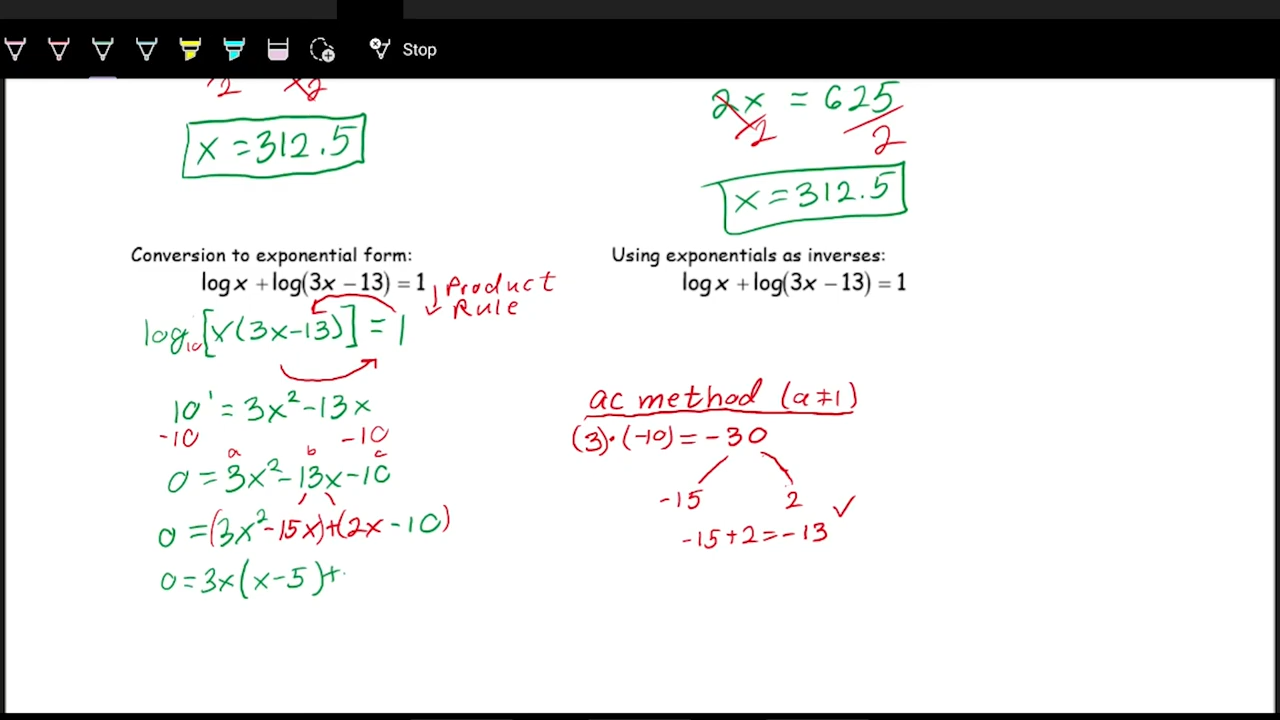 Stop
2 x2
x = 312.5
2x = 625
x2 2
x = 312.5
Conversion to exponential form:
log x + log(3x − 13) = 1
Product
Rule
log₁₀[x(3x−13)] = 1
10¹ = 3x² − 13x
-10 -10
a b c
0 = 3x² − 13x − 10
0 = (3x² − 15x) + (2x − 10)
0 = 3x(x − 5) +
Using exponentials as inverses:
log x + log(3x − 13) = 1
ac method (a ≠ 1)
(3)·(-10) = -30
-15 2
-15 + 2 = -13 ✓